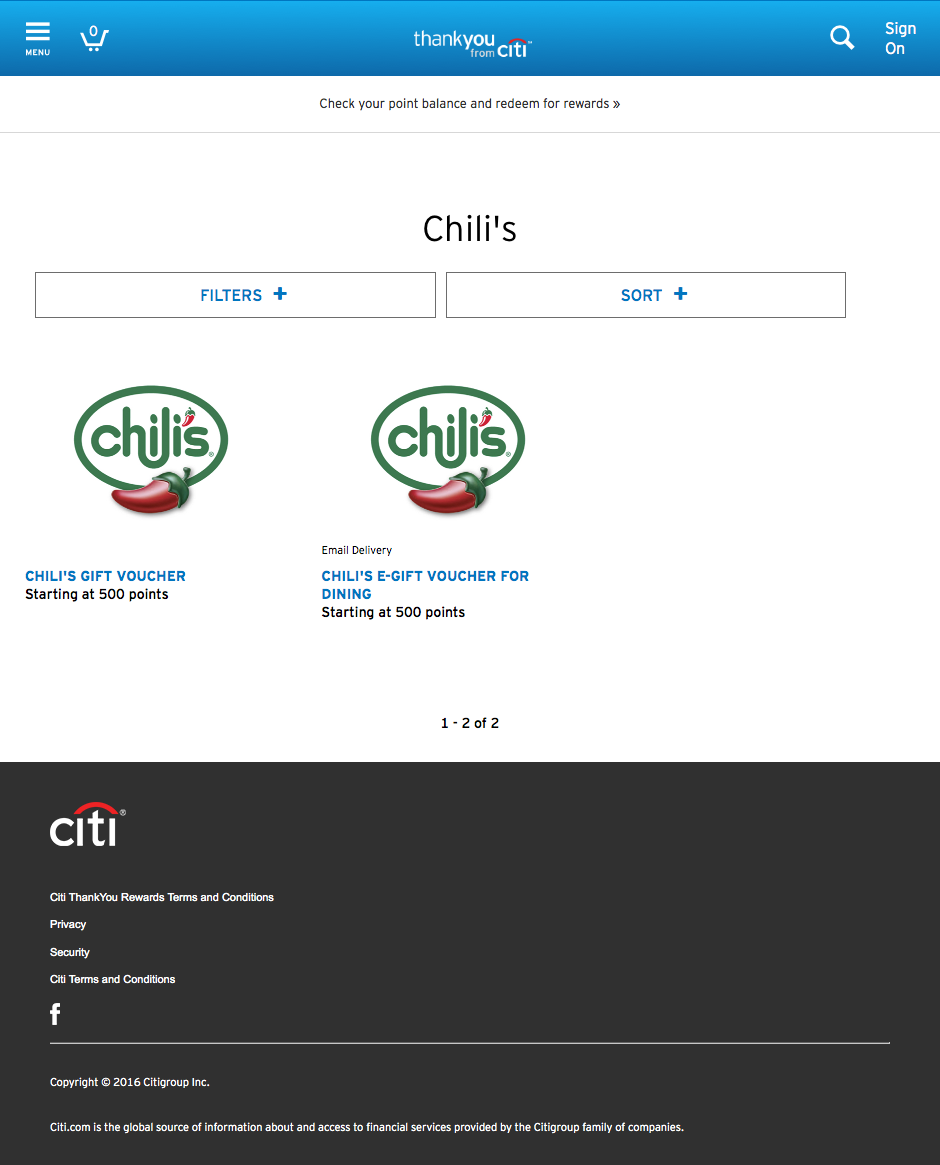 MENU
0
thankyou
from citi™
Sign
On
Check your point balance and redeem for rewards »
Chili's
FILTERS +
SORT +
chili's®
chili's®
Email Delivery
CHILI'S GIFT VOUCHER
Starting at 500 points
CHILI'S E-GIFT VOUCHER FOR
DINING
Starting at 500 points
1 - 2 of 2
citi®
Citi ThankYou Rewards Terms and Conditions
Privacy
Security
Citi Terms and Conditions
f
Copyright © 2016 Citigroup Inc.
Citi.com is the global source of information about and access to financial services provided by the Citigroup family of companies.